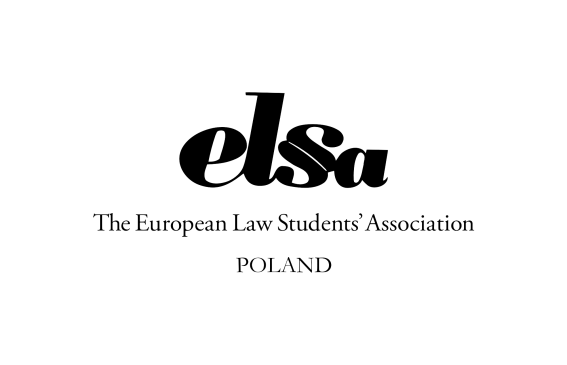 elsa
The European Law Students’ Association
POLAND